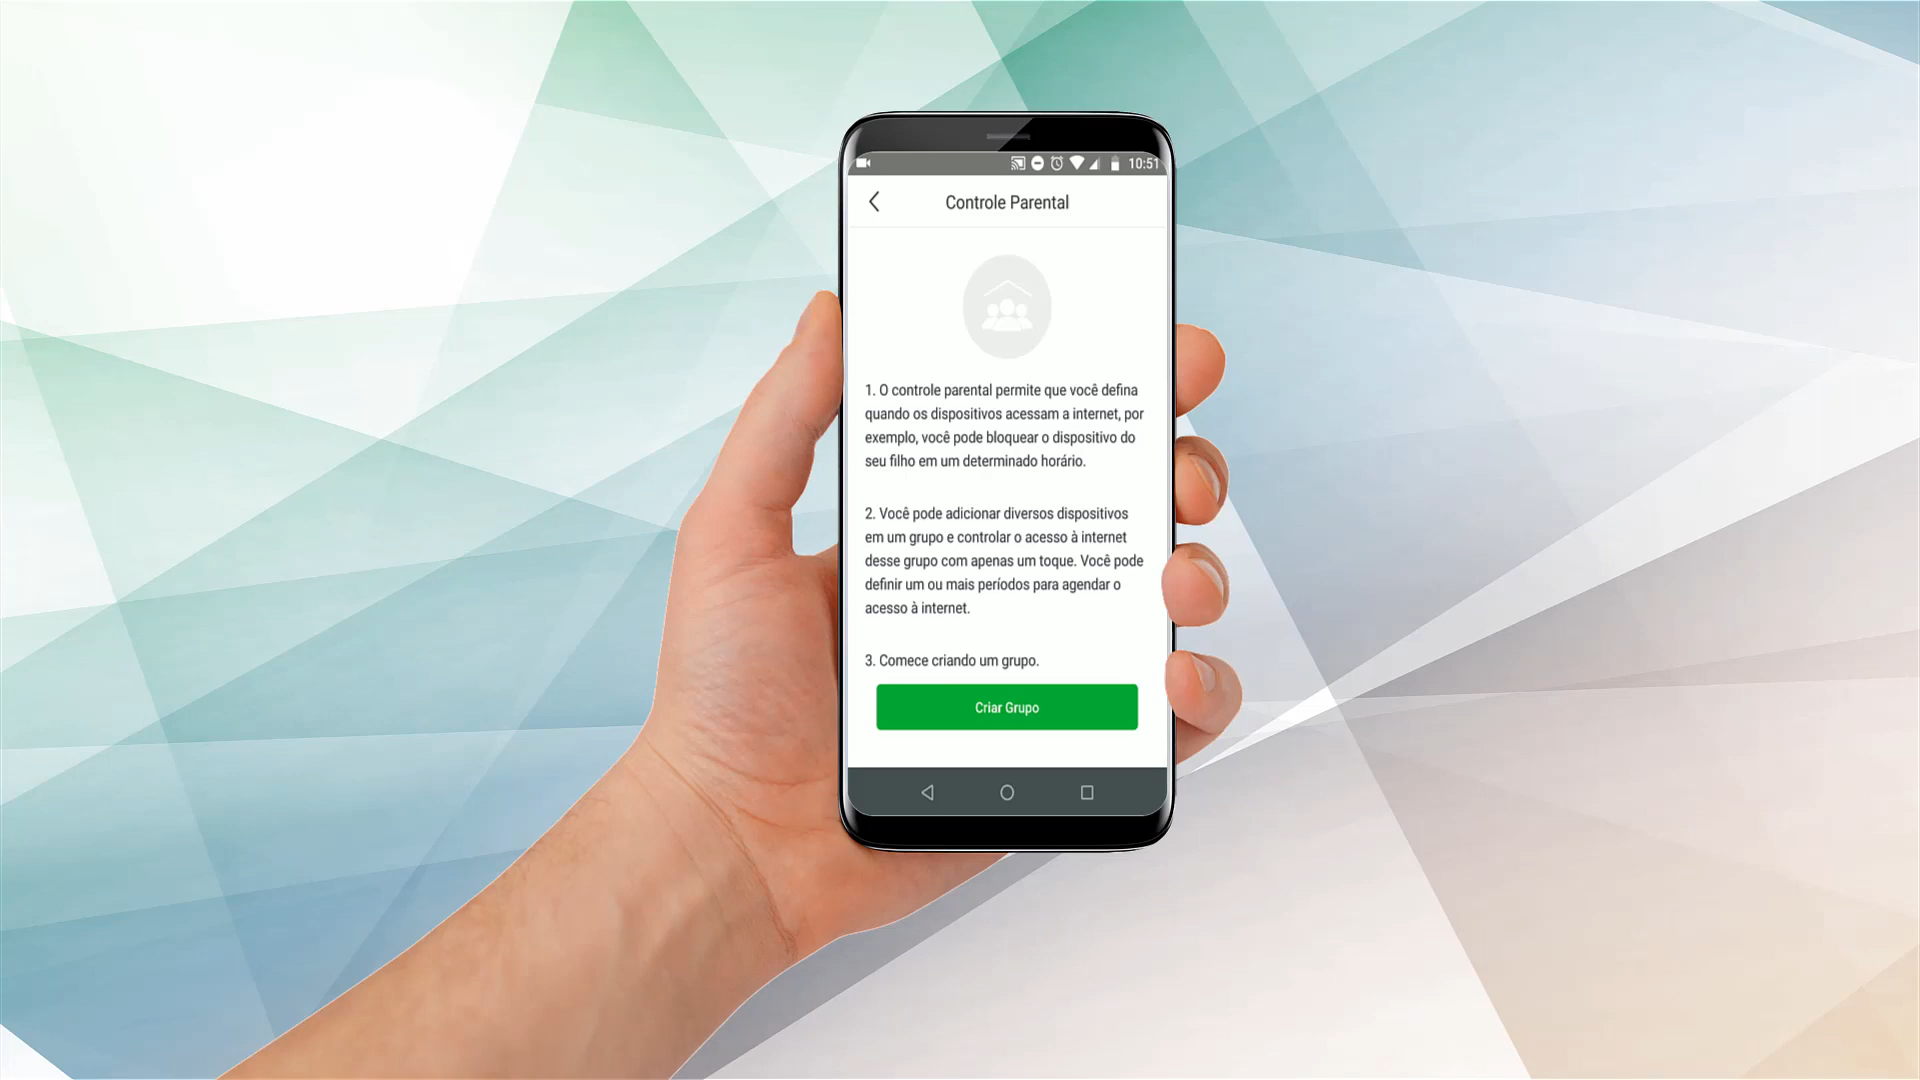 10:51
Controle Parental
1. O controle parental permite que você defina
quando os dispositivos acessam a internet, por
exemplo, você pode bloquear o dispositivo do
seu filho em um determinado horário.
2. Você pode adicionar diversos dispositivos
em um grupo e controlar o acesso à internet
desse grupo com apenas um toque. Você pode
definir um ou mais períodos para agendar o
acesso à internet.
3. Comece criando um grupo.
Criar Grupo